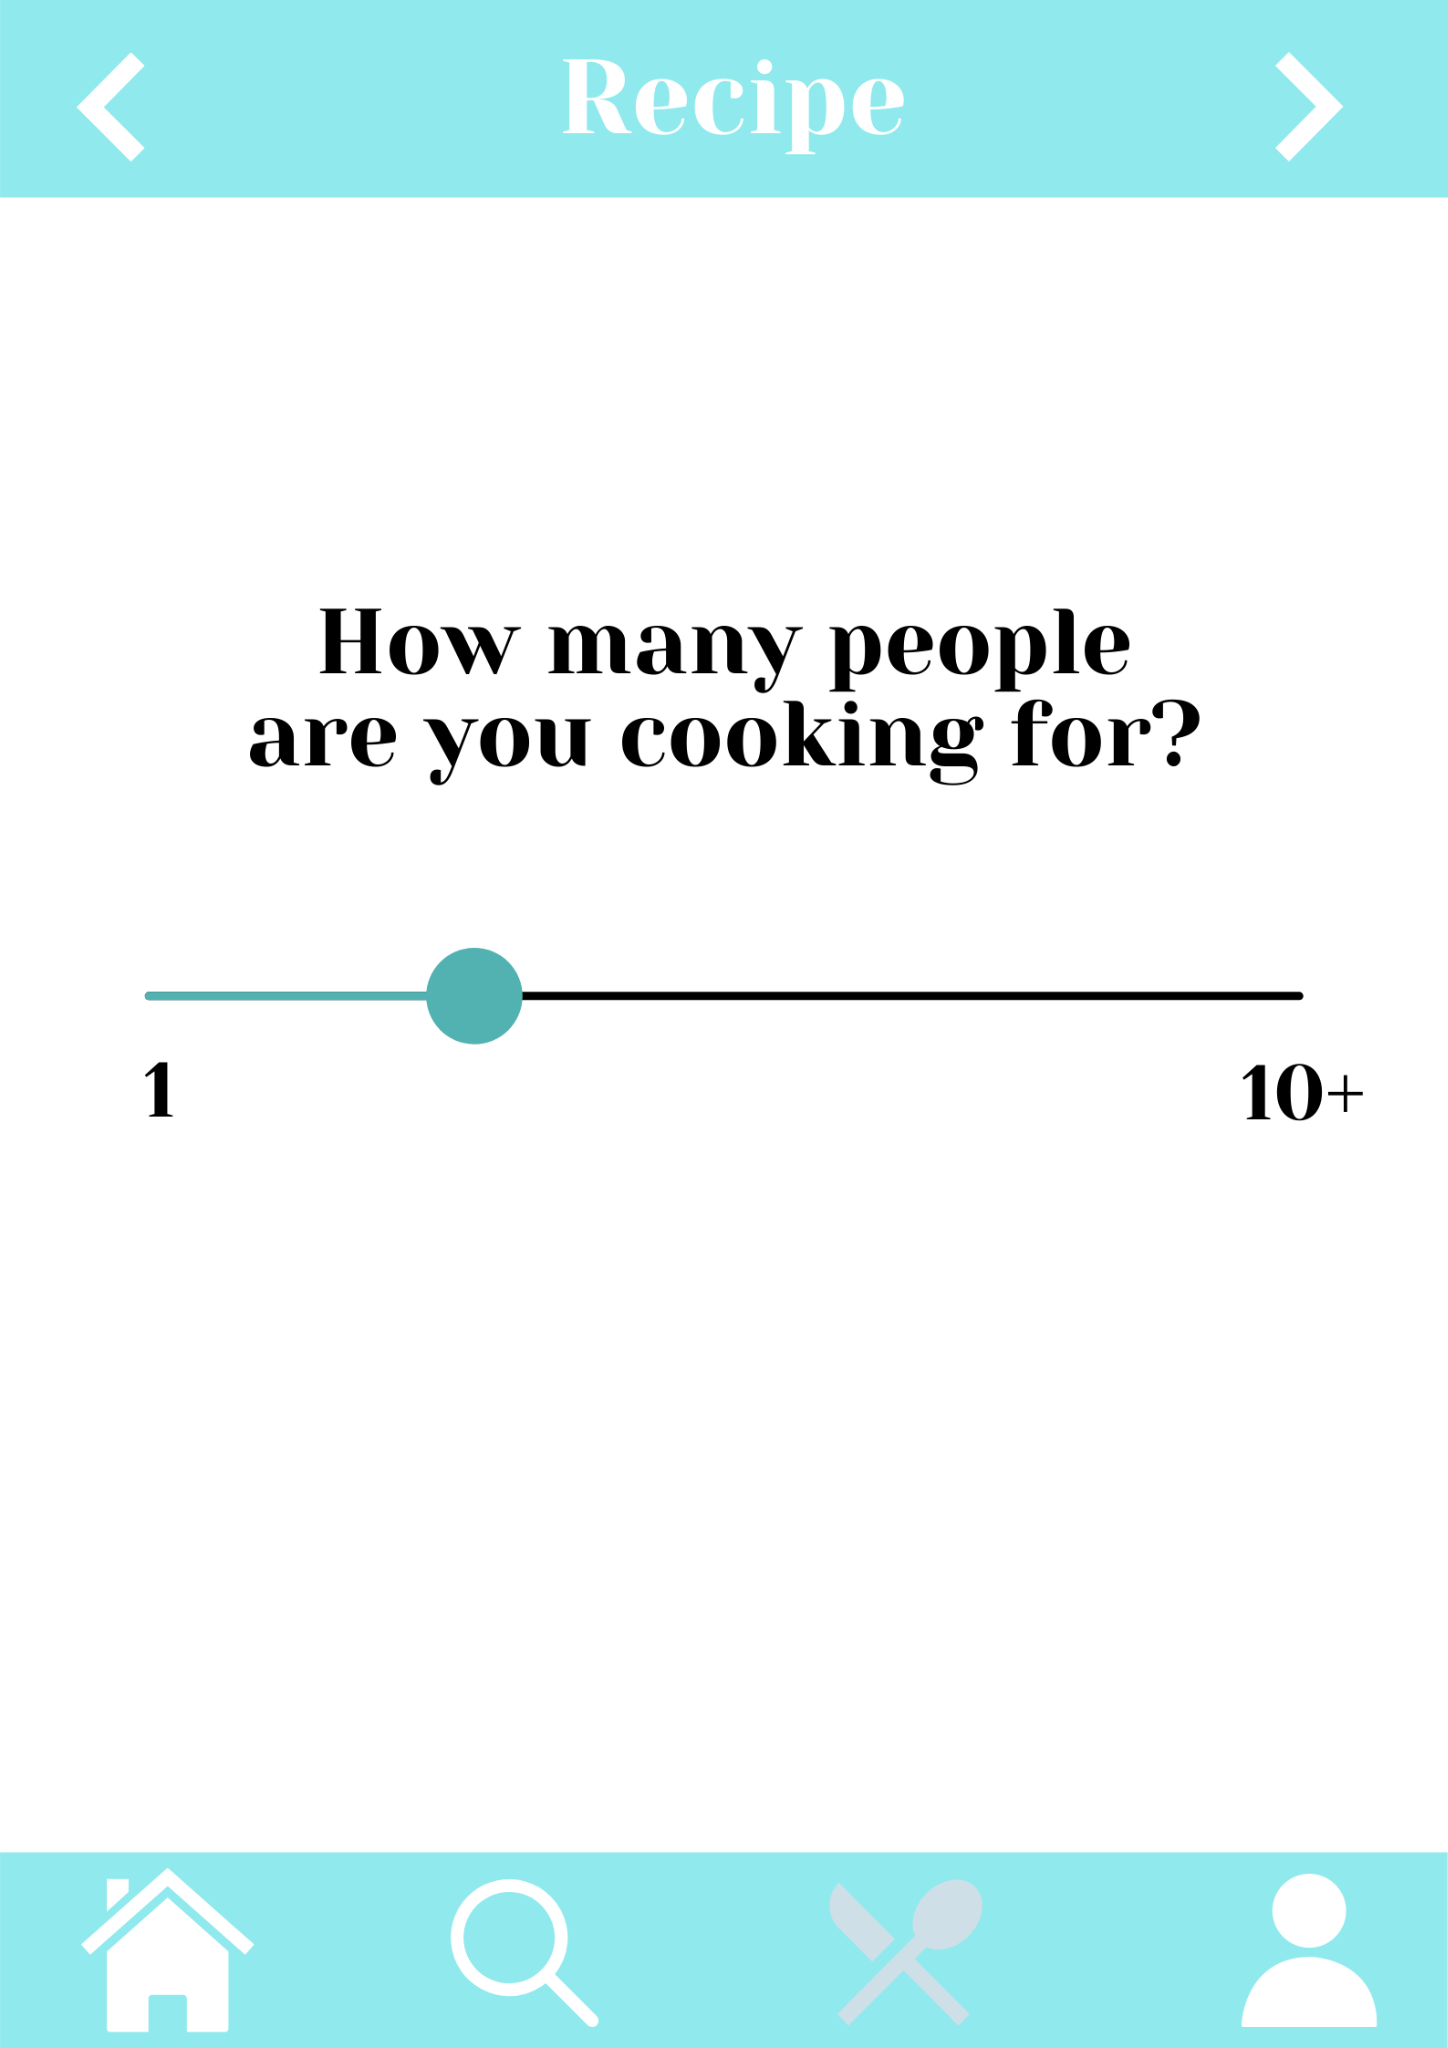 Recipe
How many people
are you cooking for?
1
10+